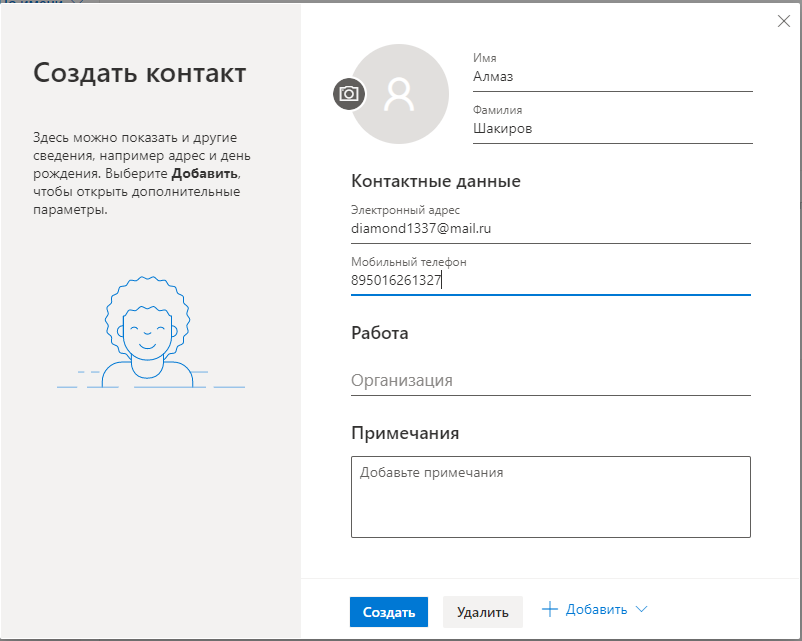 Создать контакт
Здесь можно показать и другие
сведения, например адрес и день
рождения. Выберите Добавить,
чтобы открыть дополнительные
параметры.
Имя
Алмаз
Фамилия
Шакиров
Контактные данные
Электронный адрес
diamond1337@mail.ru
Мобильный телефон
895016261327
Работа
Организация
Примечания
Добавьте примечания
Создать
Удалить
Добавить